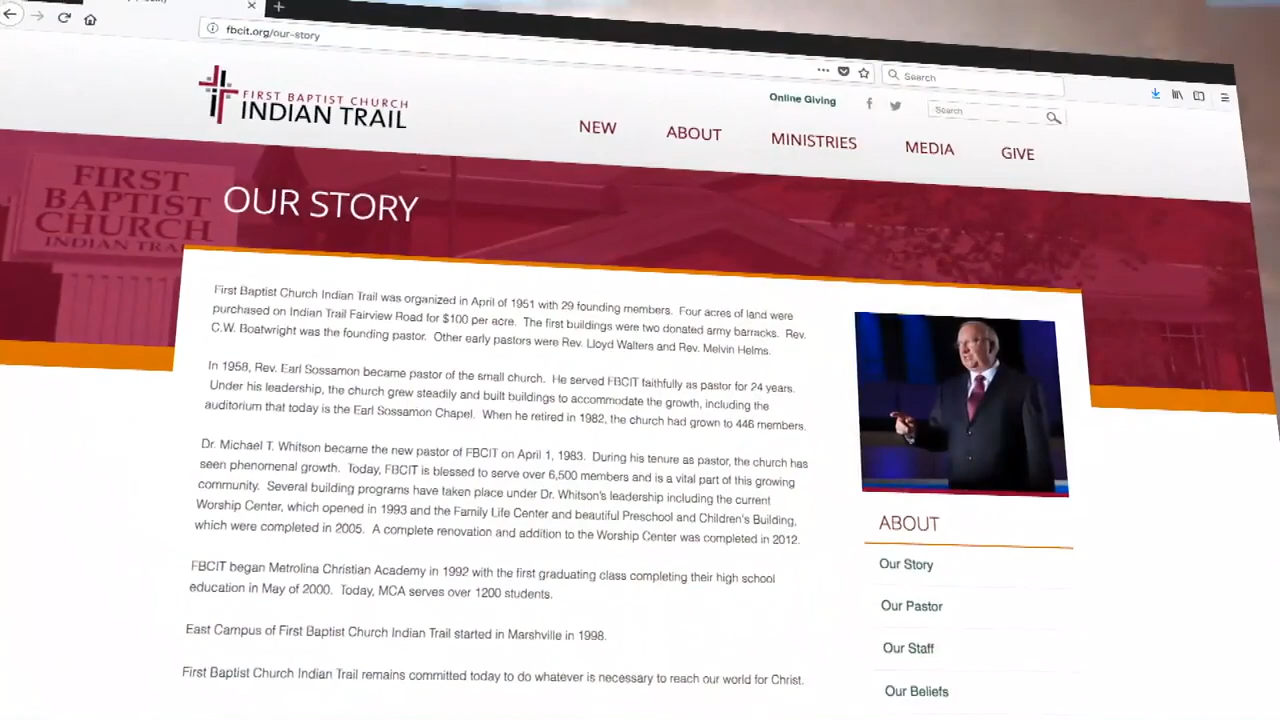 fbcit.org/our-story
Search
FIRST BAPTIST CHURCH
INDIAN TRAIL
Online Giving
Search
NEW ABOUT MINISTRIES MEDIA GIVE
FIRST
BAPTIST
CHURCH
INDIAN TRA
OUR STORY
First Baptist Church Indian Trail was organized in April of 1951 with 29 founding members. Four acres of land were
purchased on Indian Trail Fairview Road for $100 per acre. The first buildings were two donated army barracks. Rev.
C.W. Boatwright was the founding pastor. Other early pastors were Rev. Lloyd Walters and Rev. Melvin Helms.
In 1958, Rev. Earl Sossamon became pastor of the small church. He served FBCIT faithfully as pastor for 24 years.
Under his leadership, the church grew steadily and built buildings to accommodate the growth, including the
auditorium that today is the Earl Sossamon Chapel. When he retired in 1982, the church had grown to 446 members.
Dr. Michael T. Whitson became the new pastor of FBCIT on April 1, 1983. During his tenure as pastor, the church has
seen phenomenal growth. Today, FBCIT is blessed to serve over 6,500 members and is a vital part of this growing
community. Several building programs have taken place under Dr. Whitson's leadership including the current
Worship Center, which opened in 1993 and the Family Life Center and beautiful Preschool and Children's Building,
which were completed in 2005. A complete renovation and addition to the Worship Center was completed in 2012.
FBCIT began Metrolina Christian Academy in 1992 with the first graduating class completing their high school
education in May of 2000. Today, MCA serves over 1200 students.
East Campus of First Baptist Church Indian Trail started in Marshville in 1998.
First Baptist Church Indian Trail remains committed today to do whatever is necessary to reach our world for Christ.
ABOUT
Our Story
Our Pastor
Our Staff
Our Beliefs